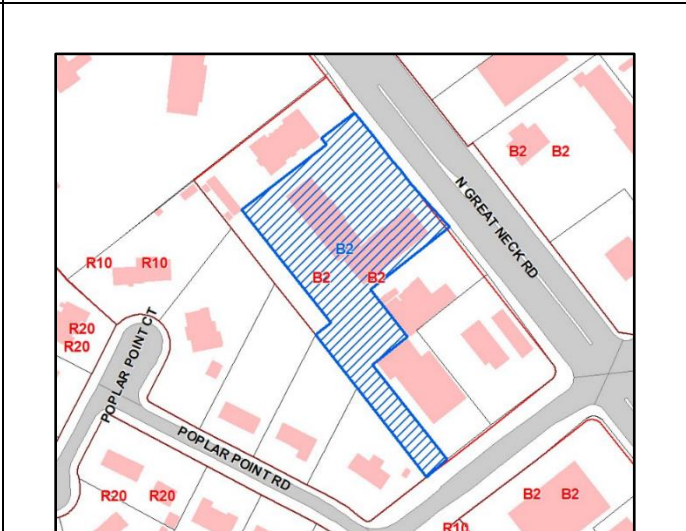 B2 B2
N GREAT NECK RD
B2
B2 B2
R10 R10
R20
R20
POPLAR POINT CT
POPLAR POINT RD
R20 R20
B2 B2
R10